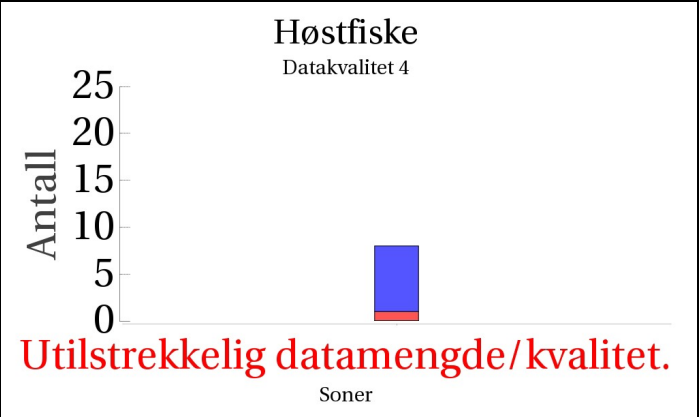 Høstfiske
Datakvalitet 4
25
20
15
10
5
0
Antall
Utilstrekkelig datamengde/kvalitet.
Soner